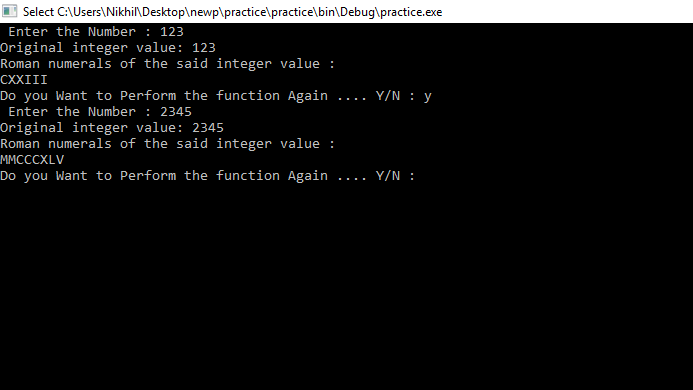 Select C:\Users\Nikhil\Desktop\newp\practice\practice\bin\Debug\practice.exe
Enter the Number : 123
Original integer value: 123
Roman numerals of the said integer value :
CXXIII
Do you Want to Perform the function Again .... Y/N : y
Enter the Number : 2345
Original integer value: 2345
Roman numerals of the said integer value :
MMCCCXLV
Do you Want to Perform the function Again .... Y/N :